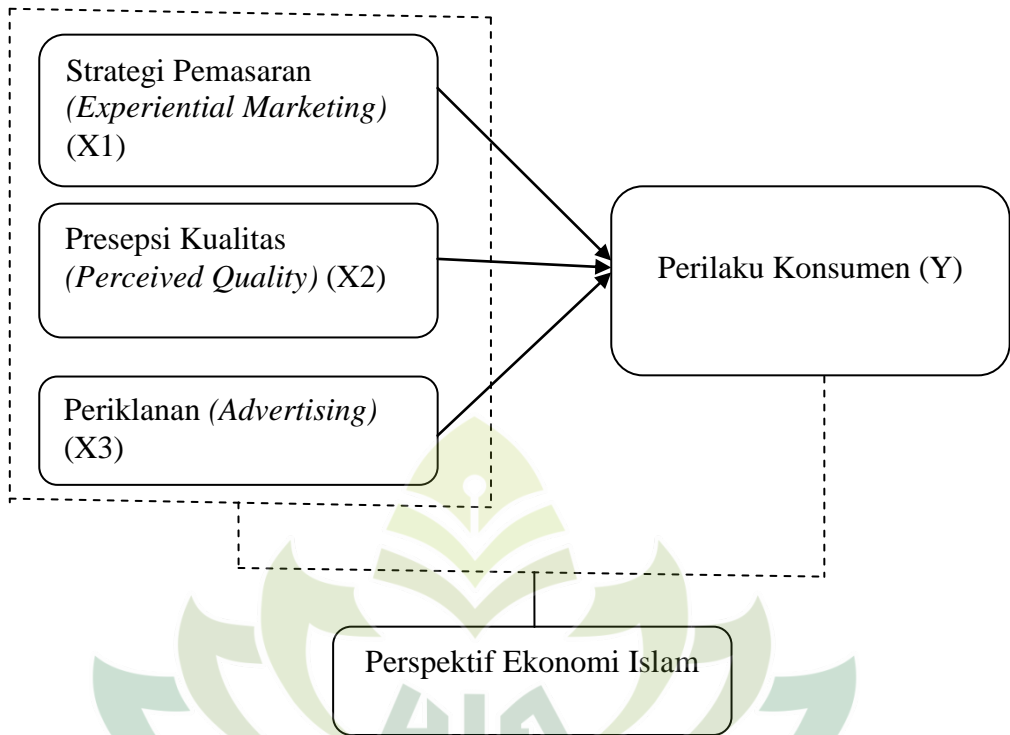 Strategi Pemasaran
(Experiential Marketing)
(X1)
Presepsi Kualitas
(Perceived Quality) (X2)
Periklanan (Advertising)
(X3)
Perilaku Konsumen (Y)
Perspektif Ekonomi Islam